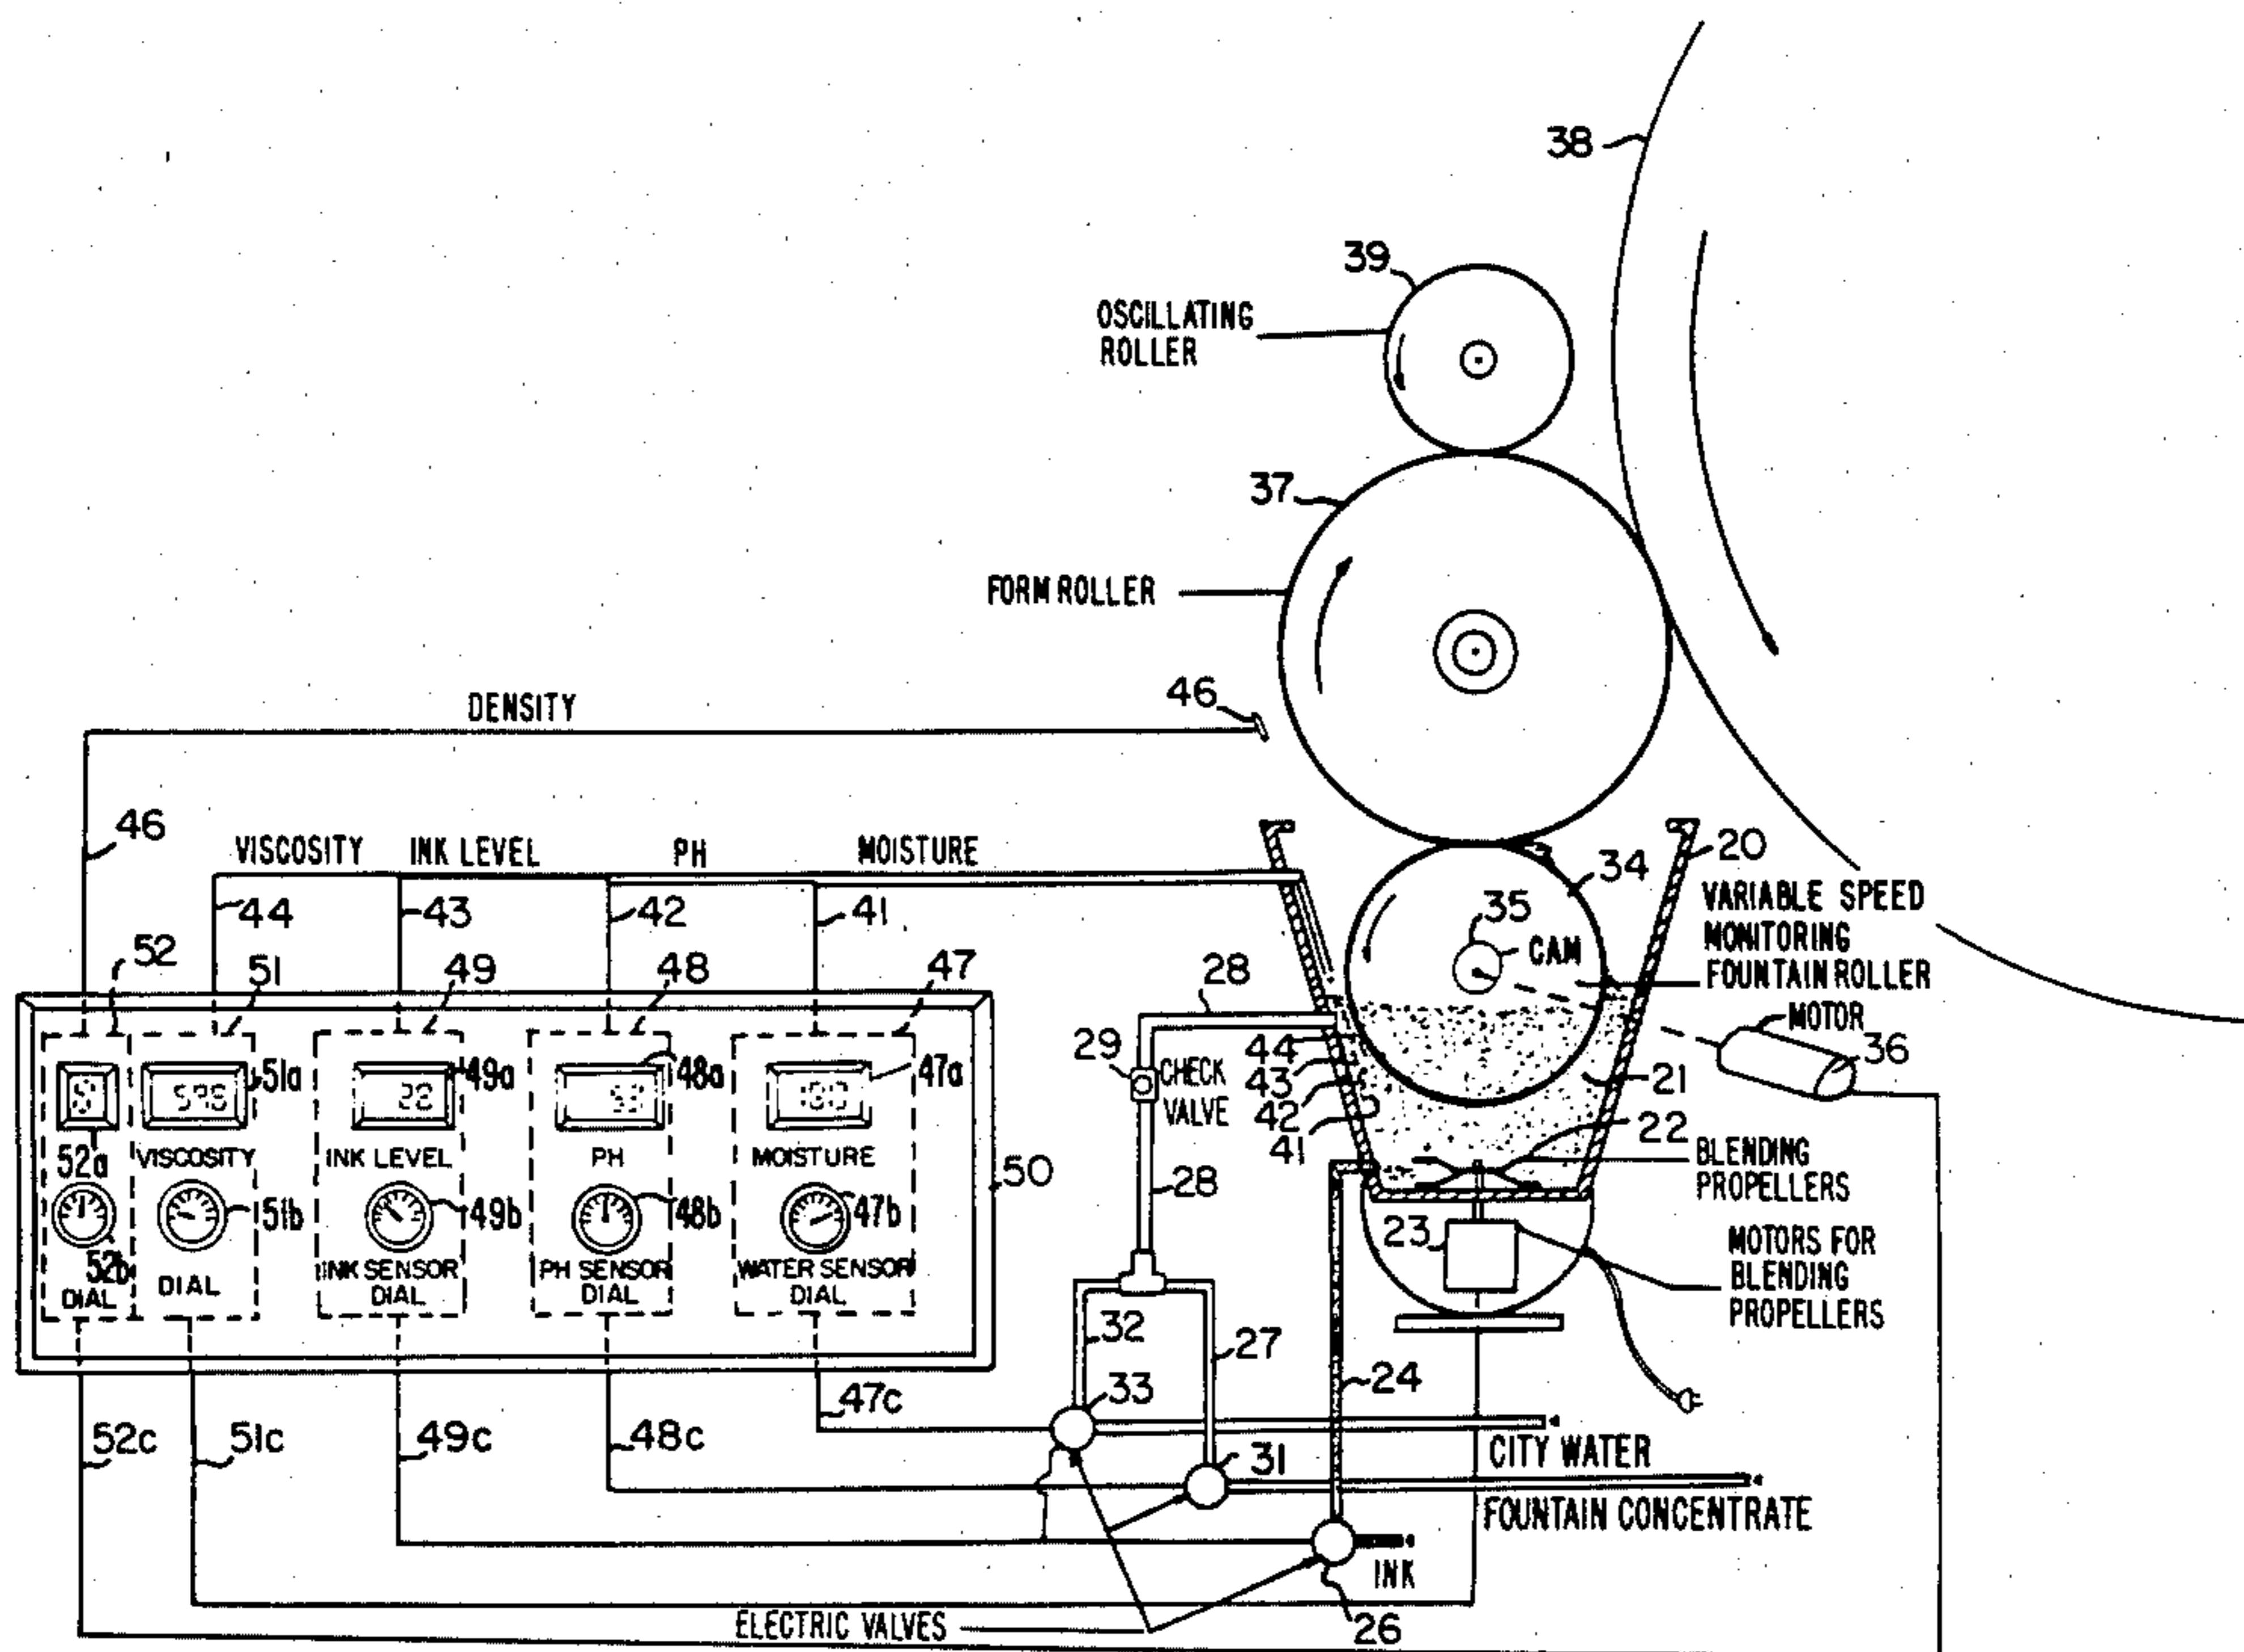 38
39
OSCILLATING
ROLLER
37
FORM ROLLER
46
DENSITY
46
VISCOSITY
INK LEVEL
PH
MOISTURE
44
43
42
41
20
34
35
CAM
VARIABLE SPEED
MONITORING
FOUNTAIN ROLLER
MOTOR
36
52
51
49
48
47
28
29
CHECK
VALVE
44
43
42
41
21
22
BLENDING
PROPELLERS
51a
49a
48a
47a
595
22
52a
VISCOSITY
INK LEVEL
PH
MOISTURE
50
28
51b
49b
48b
47b
52b
DIAL
DIAL
INK SENSOR
DIAL
PH SENSOR
DIAL
WATER SENSOR
DIAL
23
MOTORS FOR
BLENDING
PROPELLERS
32
27
24
33
31
52c
51c
49c
48c
47c
CITY WATER
FOUNTAIN CONCENTRATE
INK
26
ELECTRIC VALVES